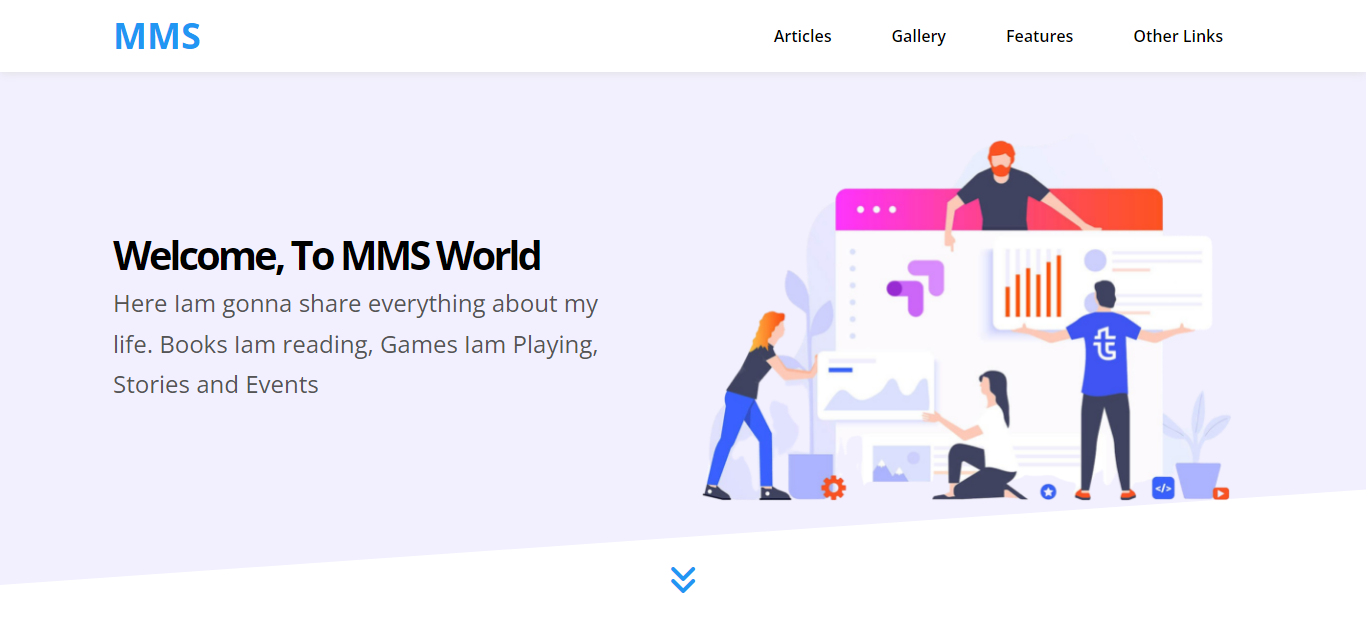 MMS
Articles
Gallery
Features
Other Links
Welcome, To MMS World
Here Iam gonna share everything about my
life. Books Iam reading, Games Iam Playing,
Stories and Events
</>